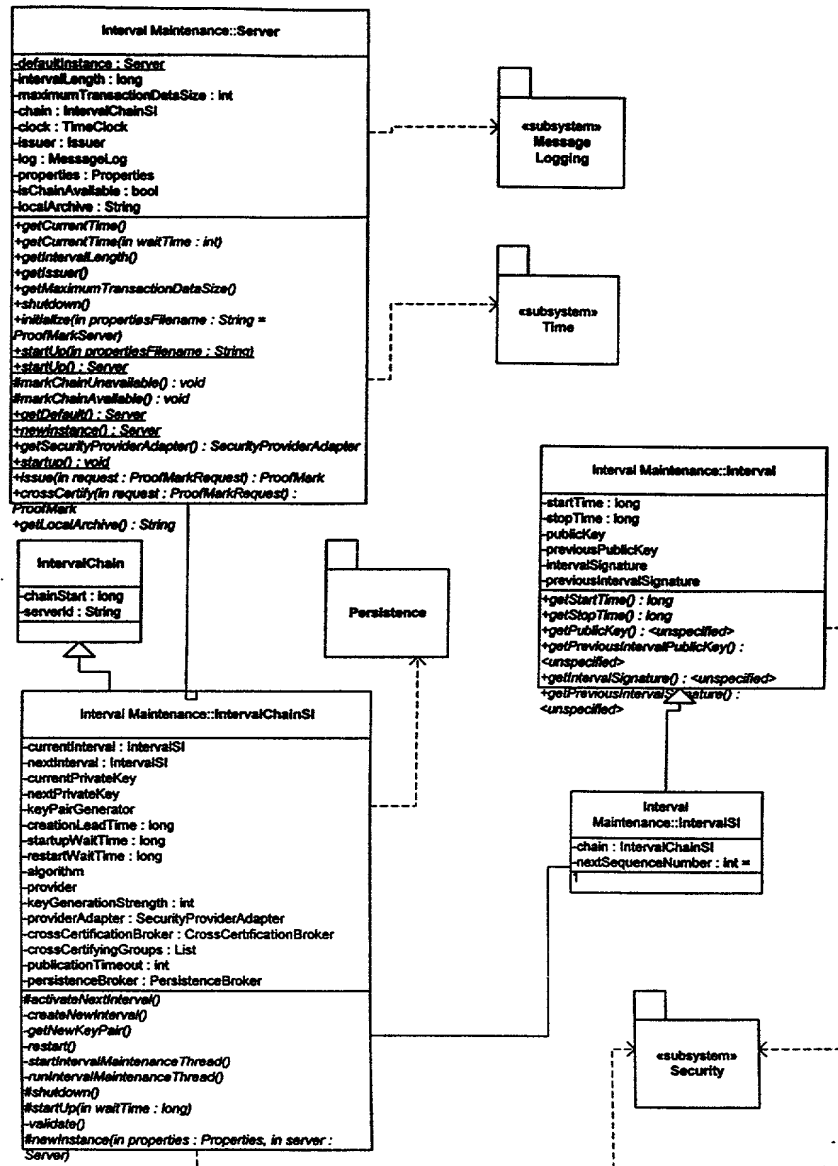 Interval Maintenance::Server
-defaultInstance : Server
-intervalLength : long
-maximumTransactionDataSize : int
-chain : IntervalChainSI
-clock : TimeClock
-issuer : Issuer
-log : MessageLog
-properties : Properties
-isChainAvailable : bool
-localArchive : String
+getCurrentTime()
+getCurrentTime(in waitTime : int)
+getIntervalLength()
+getIssuer()
+getMaximumTransactionDataSize()
+shutdown()
+initialize(in propertiesFilename : String =
ProofMarkServer)
+startUp(in propertiesFilename : String)
+startUp() : Server
#markChainUnavailable() : void
#markChainAvailable() : void
+getDefault() : Server
+newInstance() : Server
+getSecurityProviderAdapter() : SecurityProviderAdapter
+startup() : void
+issue(in request : ProofMarkRequest) : ProofMark
+crossCertify(in request : ProofMarkRequest) :
ProofMark
+getLocalArchive() : String
«subsystem»
Message
Logging
«subsystem»
Time
IntervalChain
-chainStart : long
-serverId : String
Persistence
Interval Maintenance::Interval
-startTime : long
-stopTime : long
-publicKey
-previousPublicKey
-intervalSignature
-previousIntervalSignature
+getStartTime() : long
+getStopTime() : long
+getPublicKey() : <unspecified>
+getPreviousIntervalPublicKey() :
<unspecified>
+getIntervalSignature() : <unspecified>
+getPreviousIntervalSignature() :
<unspecified>
Interval Maintenance::IntervalChainSI
-currentInterval : IntervalSI
-nextInterval : IntervalSI
-currentPrivateKey
-nextPrivateKey
-keyPairGenerator
-creationLeadTime : long
-startupWaitTime : long
-restartWaitTime : long
-algorithm
-provider
-keyGenerationStrength : int
-providerAdapter : SecurityProviderAdapter
-crossCertificationBroker : CrossCertificationBroker
-crossCertifyingGroups : List
-publicationTimeout : int
-persistenceBroker : PersistenceBroker
#activateNextInterval()
-createNewInterval()
-getNewKeyPair()
-restart()
-startIntervalMaintenanceThread()
-runIntervalMaintenanceThread()
#shutdown()
#startUp(in waitTime : long)
-validate()
#newInstance(in properties : Properties, in server :
Server)
Interval
Maintenance::IntervalSI
-chain : IntervalChainSI
-nextSequenceNumber : int =
1
«subsystem»
Security